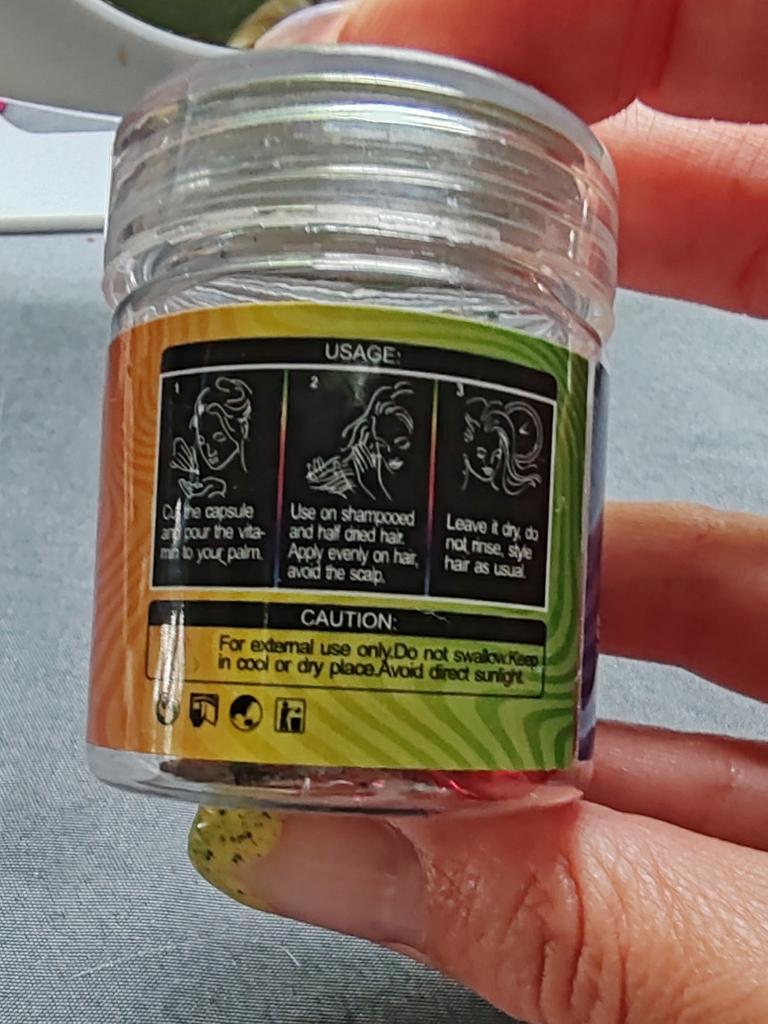 USAGE:
1
Cut the capsule
and pour the vita-
min to your palm.
2
Use on shampooed
and half dried hair.
Apply evenly on hair,
avoid the scalp.
3
Leave it dry, do
not rinse, style
hair as usual.
CAUTION:
For external use only.Do not swallow.Keep
in cool or dry place.Avoid direct sunlight.